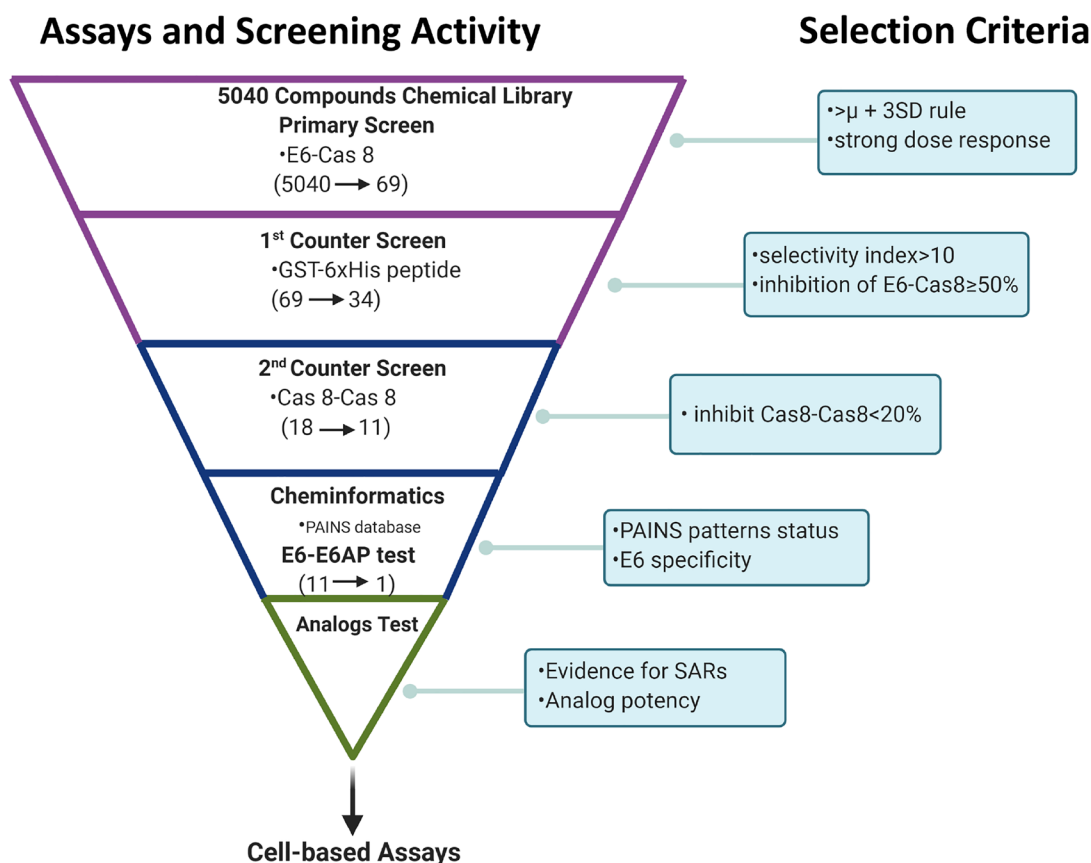 Assays and Screening Activity
Selection Criteria
5040 Compounds Chemical Library
Primary Screen
•E6-Cas 8
(5040 → 69)
•>µ + 3SD rule
•strong dose response
1st Counter Screen
•GST-6xHis peptide
(69 → 34)
•selectivity index>10
•inhibition of E6-Cas8≥50%
2nd Counter Screen
•Cas 8-Cas 8
(18 → 11)
• inhibit Cas8-Cas8<20%
Cheminformatics
•PAINS database
E6-E6AP test
(11 → 1)
•PAINS patterns status
•E6 specificity
Analogs Test
•Evidence for SARs
•Analog potency
Cell-based Assays